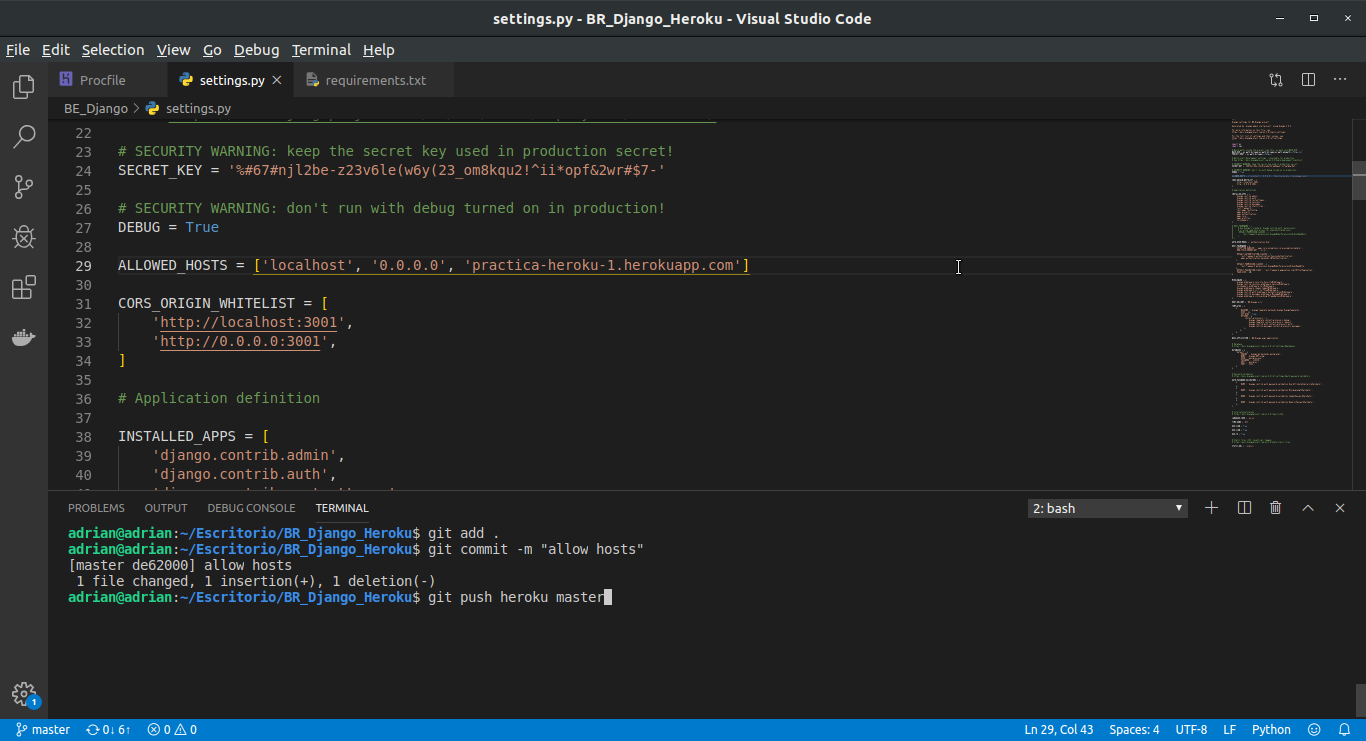 settings.py - BR_Django_Heroku - Visual Studio Code
File Edit Selection View Go Debug Terminal Help
Procfile settings.py requirements.txt
BE_Django > settings.py
22
23 # SECURITY WARNING: keep the secret key used in production secret!
24 SECRET_KEY = '%#67#njl2be-z23v6le(w6y(23_om8kqu2!^ii*opf&2wr#$7-'
25
26 # SECURITY WARNING: don't run with debug turned on in production!
27 DEBUG = True
28
29 ALLOWED_HOSTS = ['localhost', '0.0.0.0', 'practica-heroku-1.herokuapp.com']
30
31 CORS_ORIGIN_WHITELIST = [
32 'http://localhost:3001',
33 'http://0.0.0.0:3001',
34 ]
35
36 # Application definition
37
38 INSTALLED_APPS = [
39 'django.contrib.admin',
40 'django.contrib.auth',
PROBLEMS OUTPUT DEBUG CONSOLE TERMINAL 2: bash
adrian@adrian:~/Escritorio/BR_Django_Heroku$ git add .
adrian@adrian:~/Escritorio/BR_Django_Heroku$ git commit -m "allow hosts"
[master de62000] allow hosts
1 file changed, 1 insertion(+), 1 deletion(-)
adrian@adrian:~/Escritorio/BR_Django_Heroku$ git push heroku master
1
master 0↓ 6↑ 0 0 Ln 29, Col 43 Spaces: 4 UTF-8 LF Python